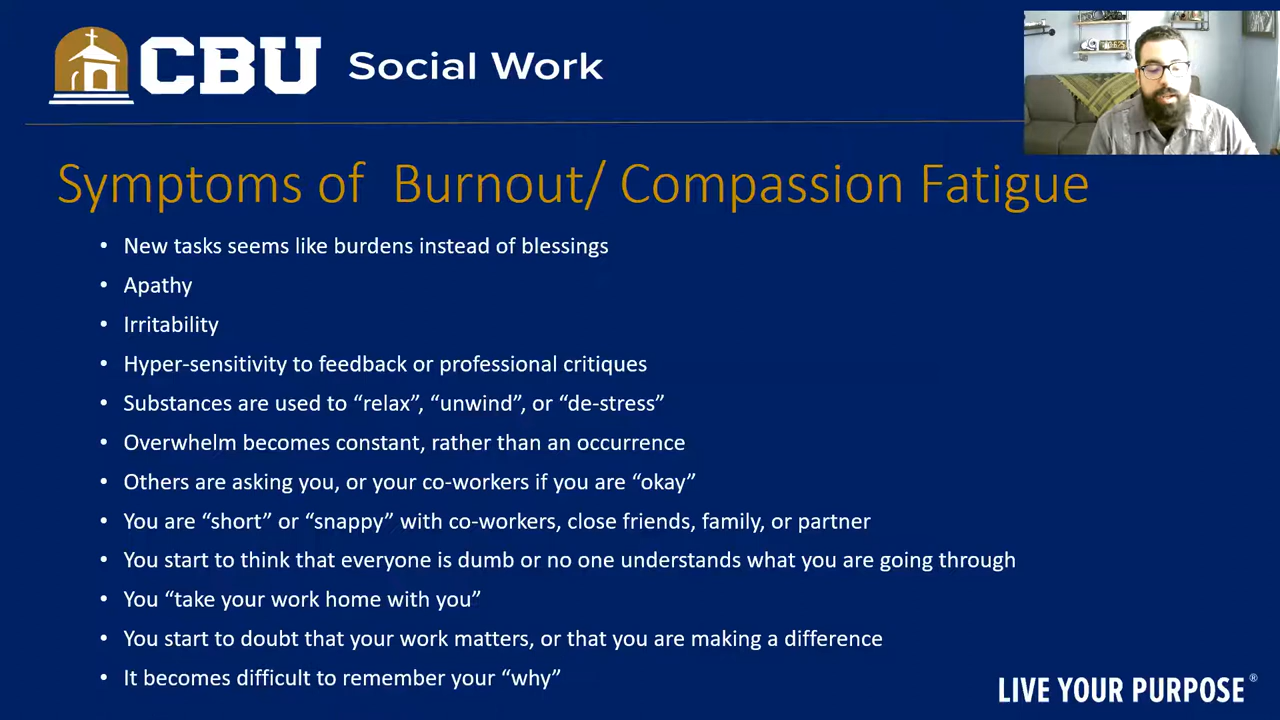 CBU Social Work
Symptoms of Burnout/ Compassion Fatigue
• New tasks seems like burdens instead of blessings
• Apathy
• Irritability
• Hyper-sensitivity to feedback or professional critiques
• Substances are used to “relax”, “unwind”, or “de-stress”
• Overwhelm becomes constant, rather than an occurrence
• Others are asking you, or your co-workers if you are “okay”
• You are “short” or “snappy” with co-workers, close friends, family, or partner
• You start to think that everyone is dumb or no one understands what you are going through
• You “take your work home with you”
• You start to doubt that your work matters, or that you are making a difference
• It becomes difficult to remember your “why”
LIVE YOUR PURPOSE®